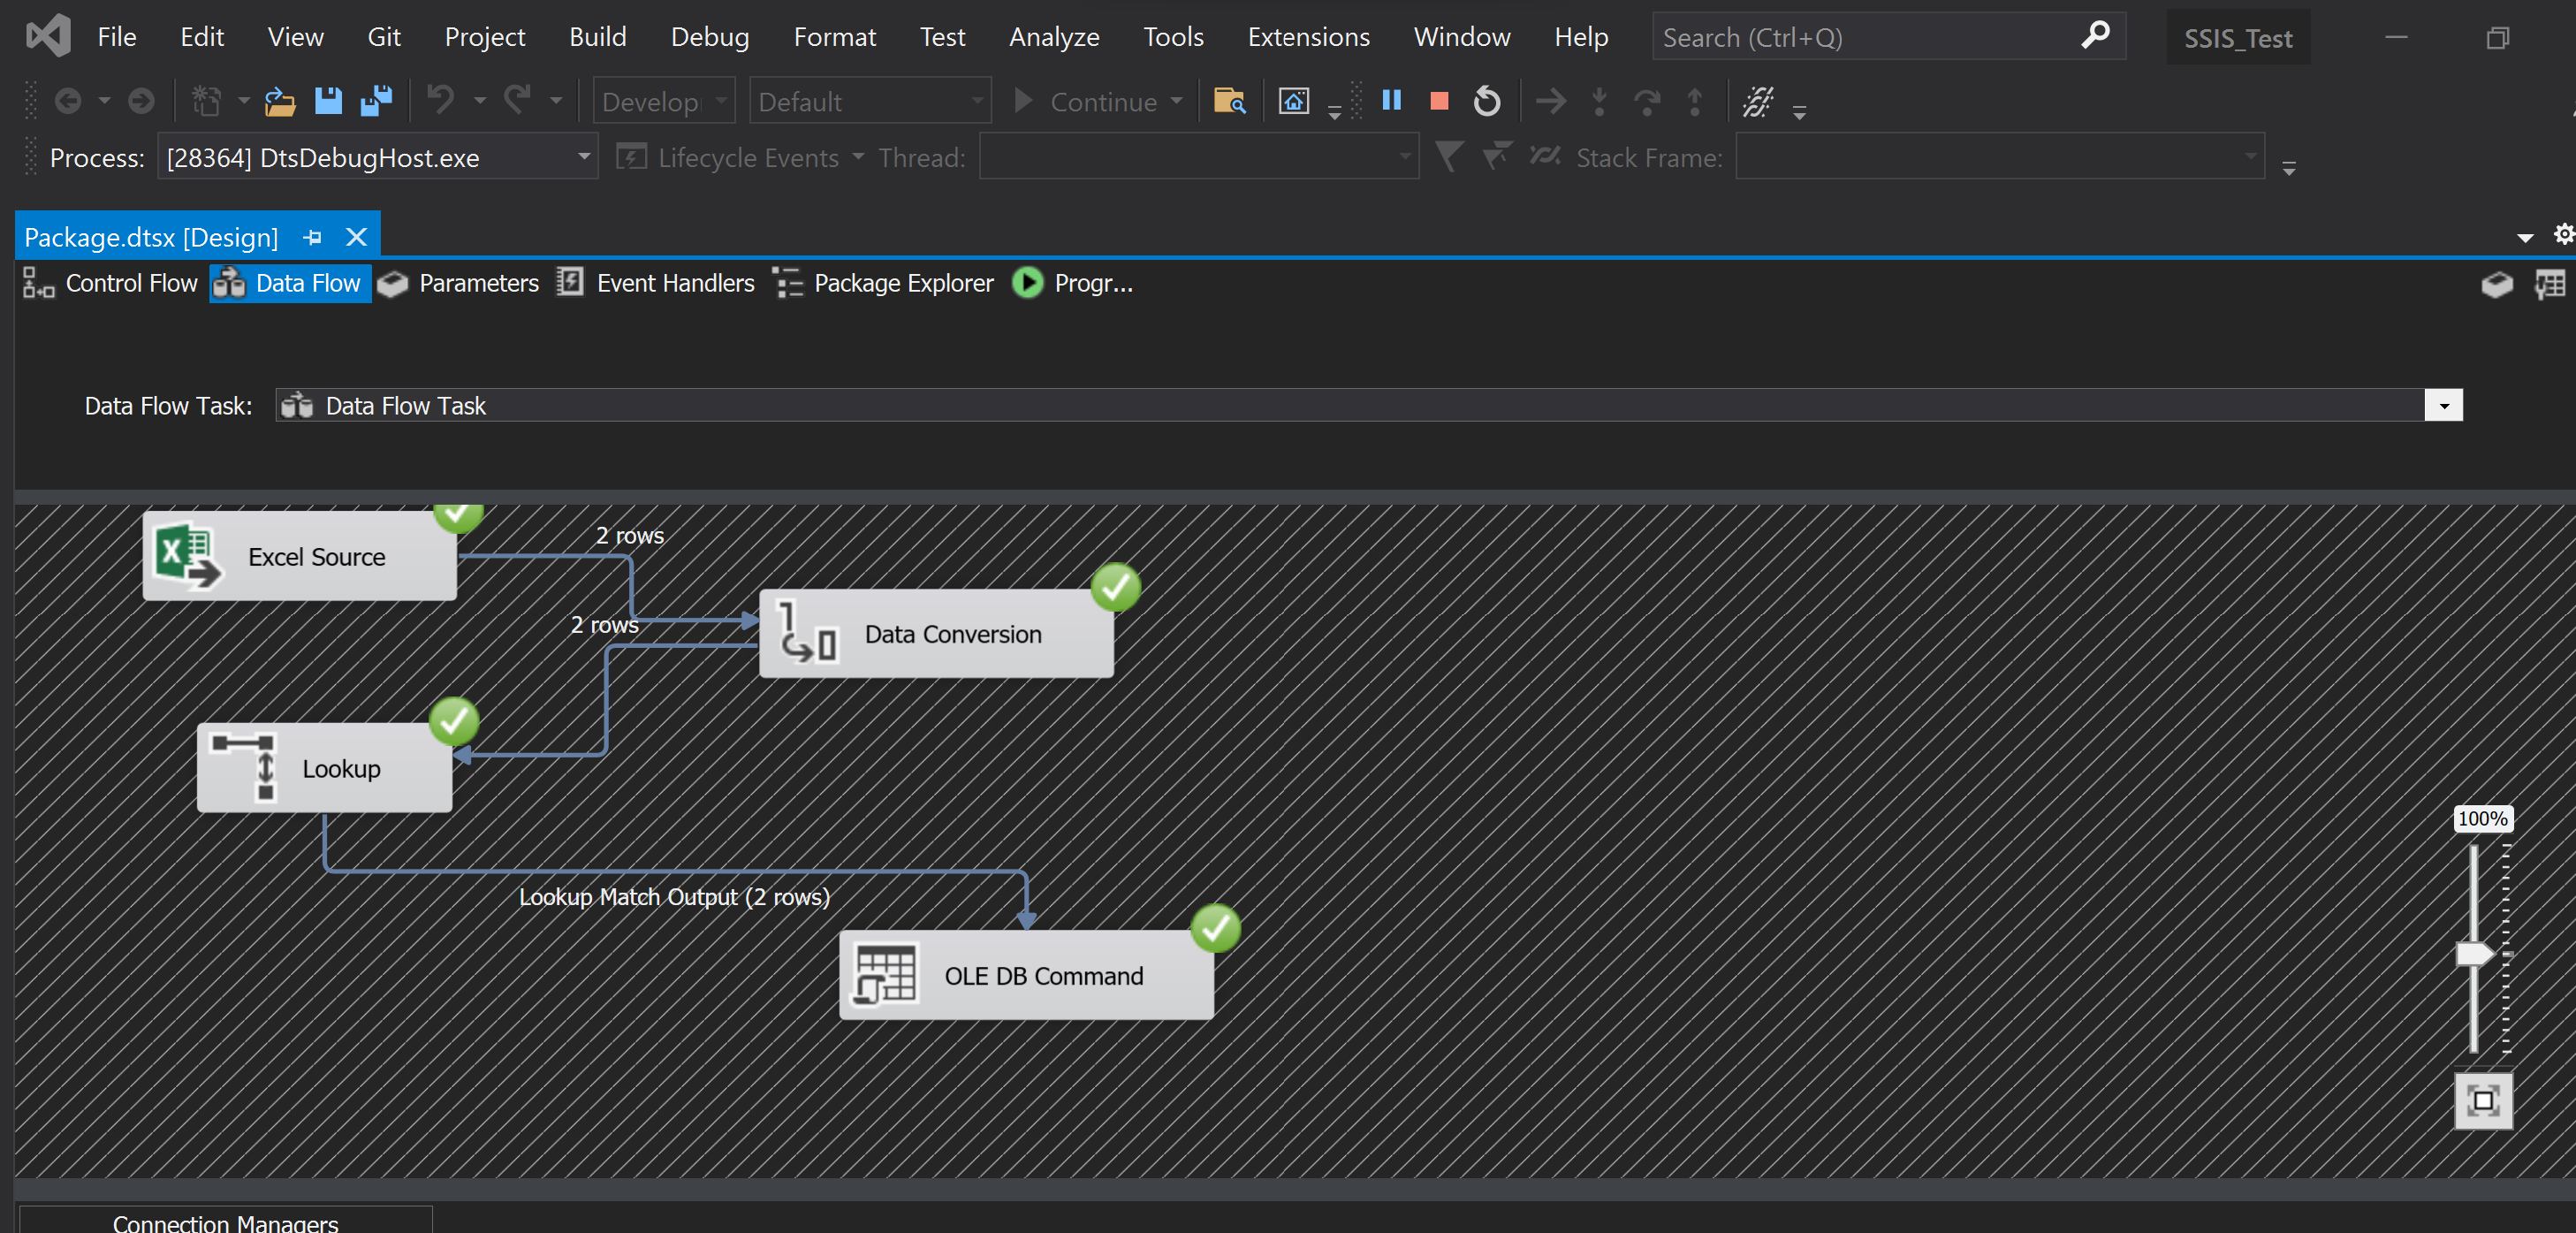 File Edit View Git Project Build Debug Format Test Analyze Tools Extensions Window Help Search (Ctrl+Q) SSIS_Test
Develop Default Continue
Process: [28364] DtsDebugHost.exe Lifecycle Events Thread: Stack Frame:
Package.dtsx [Design]
Control Flow Data Flow Parameters Event Handlers Package Explorer Progr...
Data Flow Task: Data Flow Task
Excel Source
2 rows
2 rows
Data Conversion
Lookup
100%
Lookup Match Output (2 rows)
OLE DB Command
Connection Managers